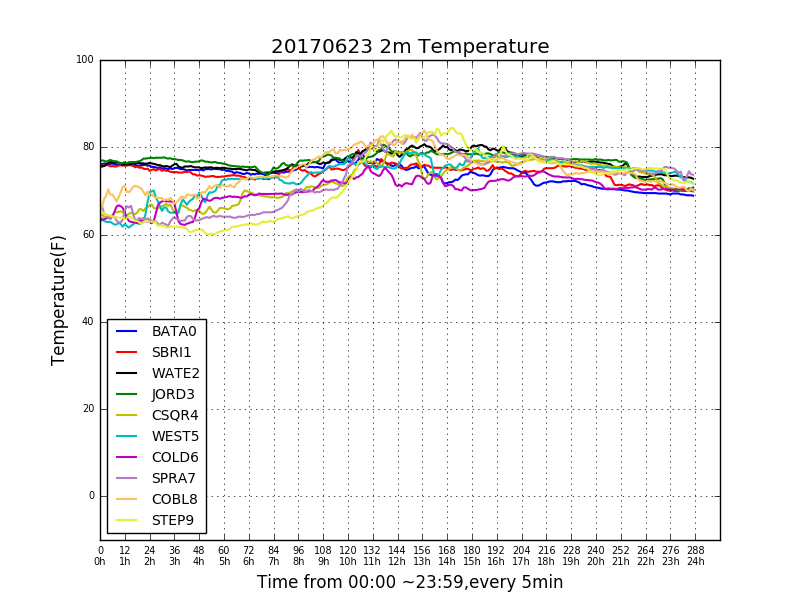 20170623 2m Temperature
100
80
60
40
20
0
Temperature(F)
BATA0
SBRI1
WATE2
JORD3
CSQR4
WEST5
COLD6
SPRA7
COBL8
STEP9
0 12 24 36 48 60 72 84 96 108 120 132 144 156 168 180 192 204 216 228 240 252 264 276 288
0h 1h 2h 3h 4h 5h 6h 7h 8h 9h 10h 11h 12h 13h 14h 15h 16h 17h 18h 19h 20h 21h 22h 23h 24h
Time from 00:00 ~23:59,every 5min